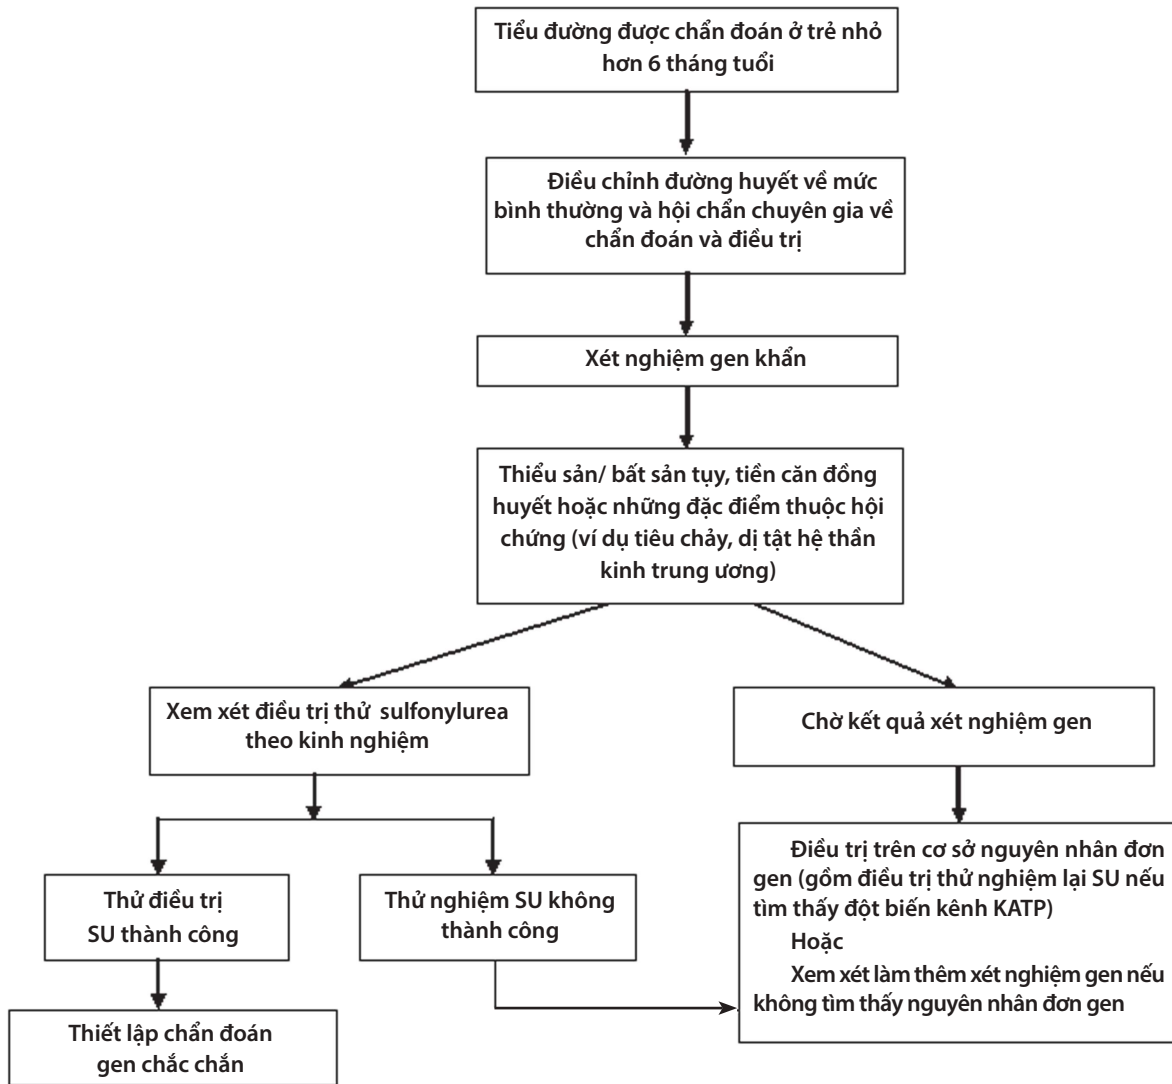 Tiểu đường được chẩn đoán ở trẻ nhỏ
hơn 6 tháng tuổi
Điều chỉnh đường huyết về mức
bình thường và hội chẩn chuyên gia về
chẩn đoán và điều trị
Xét nghiệm gen khẩn
Thiểu sản/ bất sản tụy, tiền căn đồng
huyết hoặc những đặc điểm thuộc hội
chứng (ví dụ tiêu chảy, dị tật hệ thần
kinh trung ương)
Xem xét điều trị thử sulfonylurea
theo kinh nghiệm
Chờ kết quả xét nghiệm gen
Thử điều trị
SU thành công
Thử nghiệm SU không
thành công
Điều trị trên cơ sở nguyên nhân đơn
gen (gồm điều trị thử nghiệm lại SU nếu
tìm thấy đột biến kênh KATP)
Hoặc
Xem xét làm thêm xét nghiệm gen nếu
không tìm thấy nguyên nhân đơn gen
Thiết lập chẩn đoán
gen chắc chắn